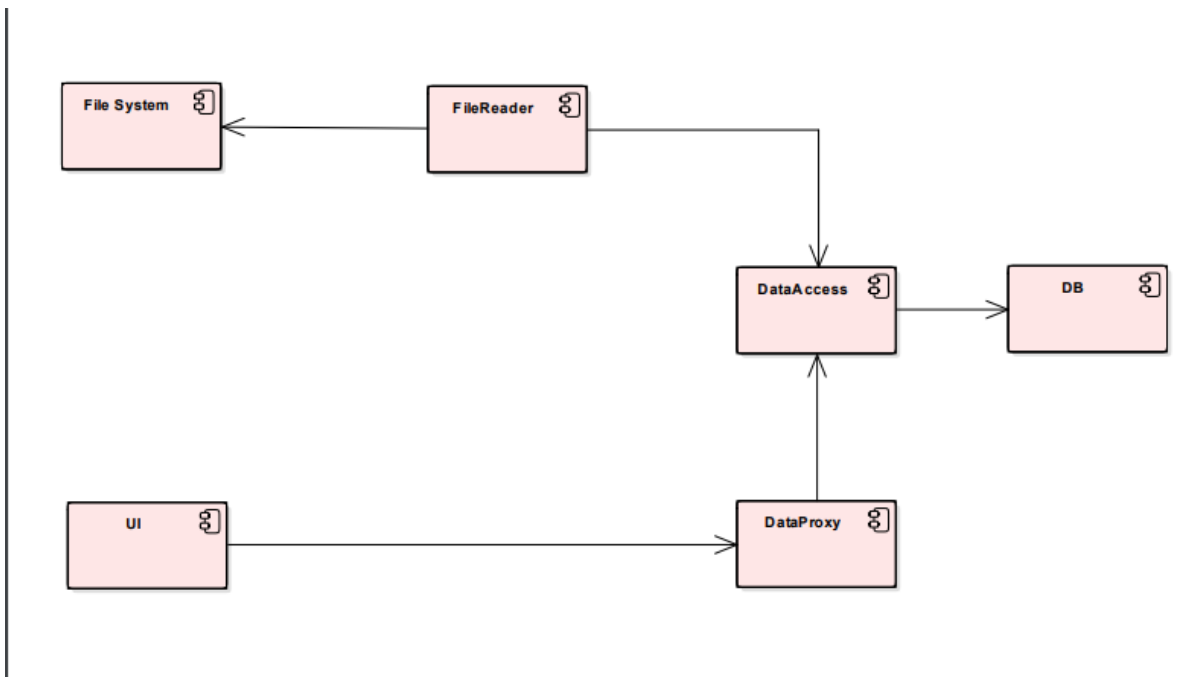 File System
FileReader
DataAccess
DB
UI
DataProxy